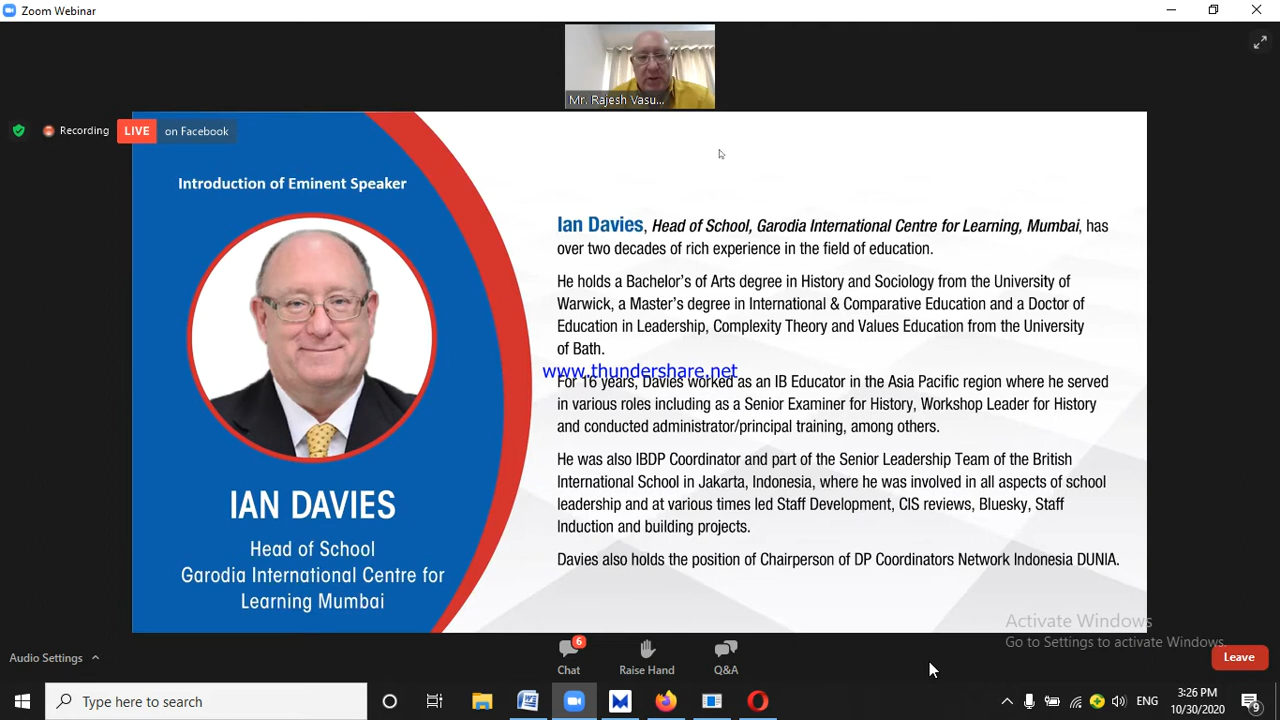 Zoom Webinar
Mr. Rajesh Vasu...
Recording
LIVE
on Facebook
Introduction of Eminent Speaker
IAN DAVIES
Head of School
Garodia International Centre for
Learning Mumbai
Ian Davies, Head of School, Garodia International Centre for Learning, Mumbai, has
over two decades of rich experience in the field of education.
He holds a Bachelor's of Arts degree in History and Sociology from the University of
Warwick, a Master's degree in International & Comparative Education and a Doctor of
Education in Leadership, Complexity Theory and Values Education from the University
of Bath.
www.thundershare.net
For 16 years, Davies worked as an IB Educator in the Asia Pacific region where he served
in various roles including as a Senior Examiner for History, Workshop Leader for History
and conducted administrator/principal training, among others.
He was also IBDP Coordinator and part of the Senior Leadership Team of the British
International School in Jakarta, Indonesia, where he was involved in all aspects of school
leadership and at various times led Staff Development, CIS reviews, Bluesky, Staff
Induction and building projects.
Davies also holds the position of Chairperson of DP Coordinators Network Indonesia DUNIA.
Activate Windows
Go to Settings to activate Windows.
Audio Settings
6
Chat
Raise Hand
Q&A
Leave
Type here to search
ENG
3:26 PM
10/30/2020
9